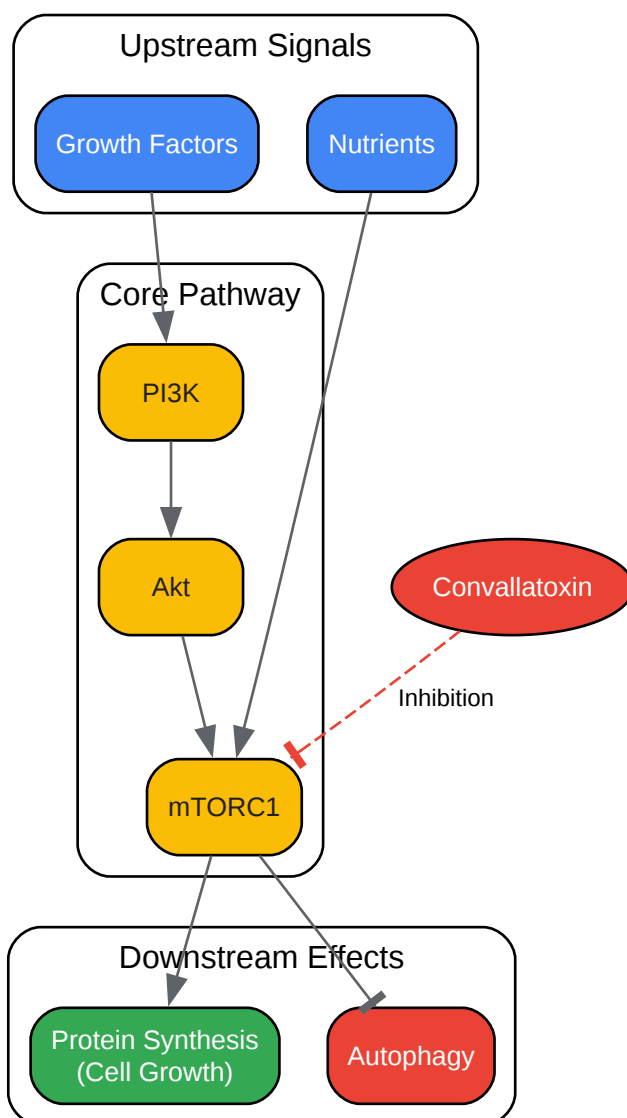 Upstream Signals
Growth Factors
Nutrients
Core Pathway
PI3K
Akt
Convallatoxin
Inhibition
mTORC1
Downstream Effects
Protein Synthesis
(Cell Growth)
Autophagy